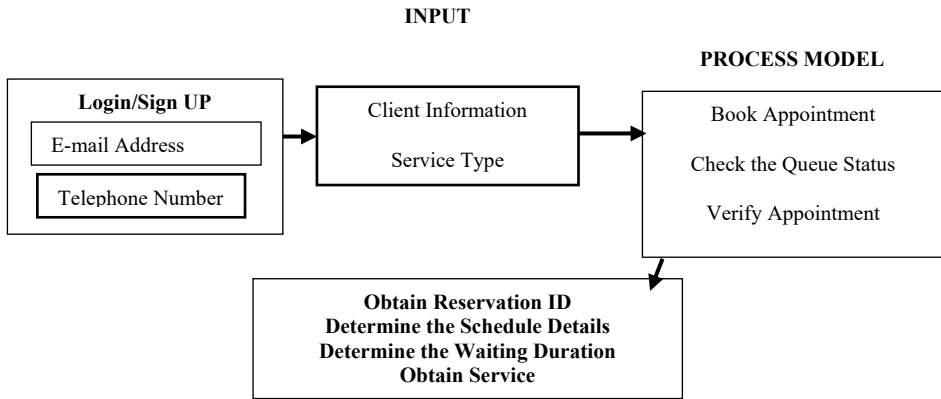 INPUT
PROCESS MODEL
Login/Sign UP
E-mail Address
Telephone Number
Client Information
Service Type
Book Appointment
Check the Queue Status
Verify Appointment
Obtain Reservation ID
Determine the Schedule Details
Determine the Waiting Duration
Obtain Service